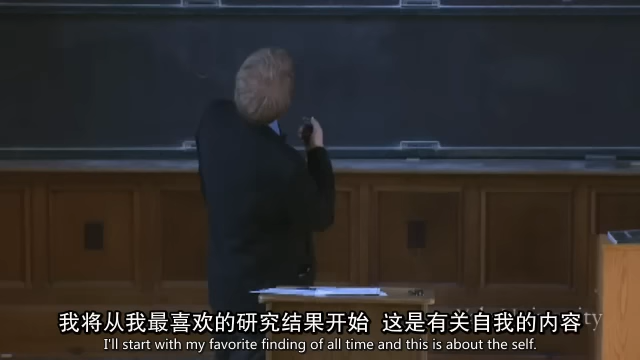 我将从我最喜欢的研究结果开始 这是有关自我的内容
I'll start with my favorite finding of all time and this is about the self.